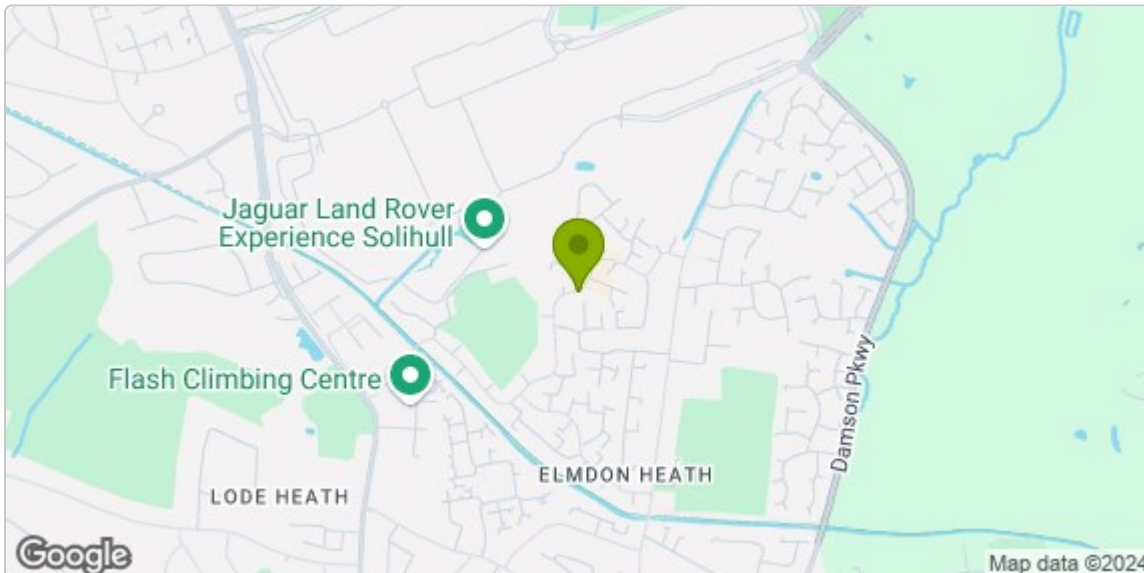 Jaguar Land Rover
Experience Solihull
Flash Climbing Centre
Damson Pkwy
ELMDON HEATH
LODE HEATH
Google
Map data ©2024